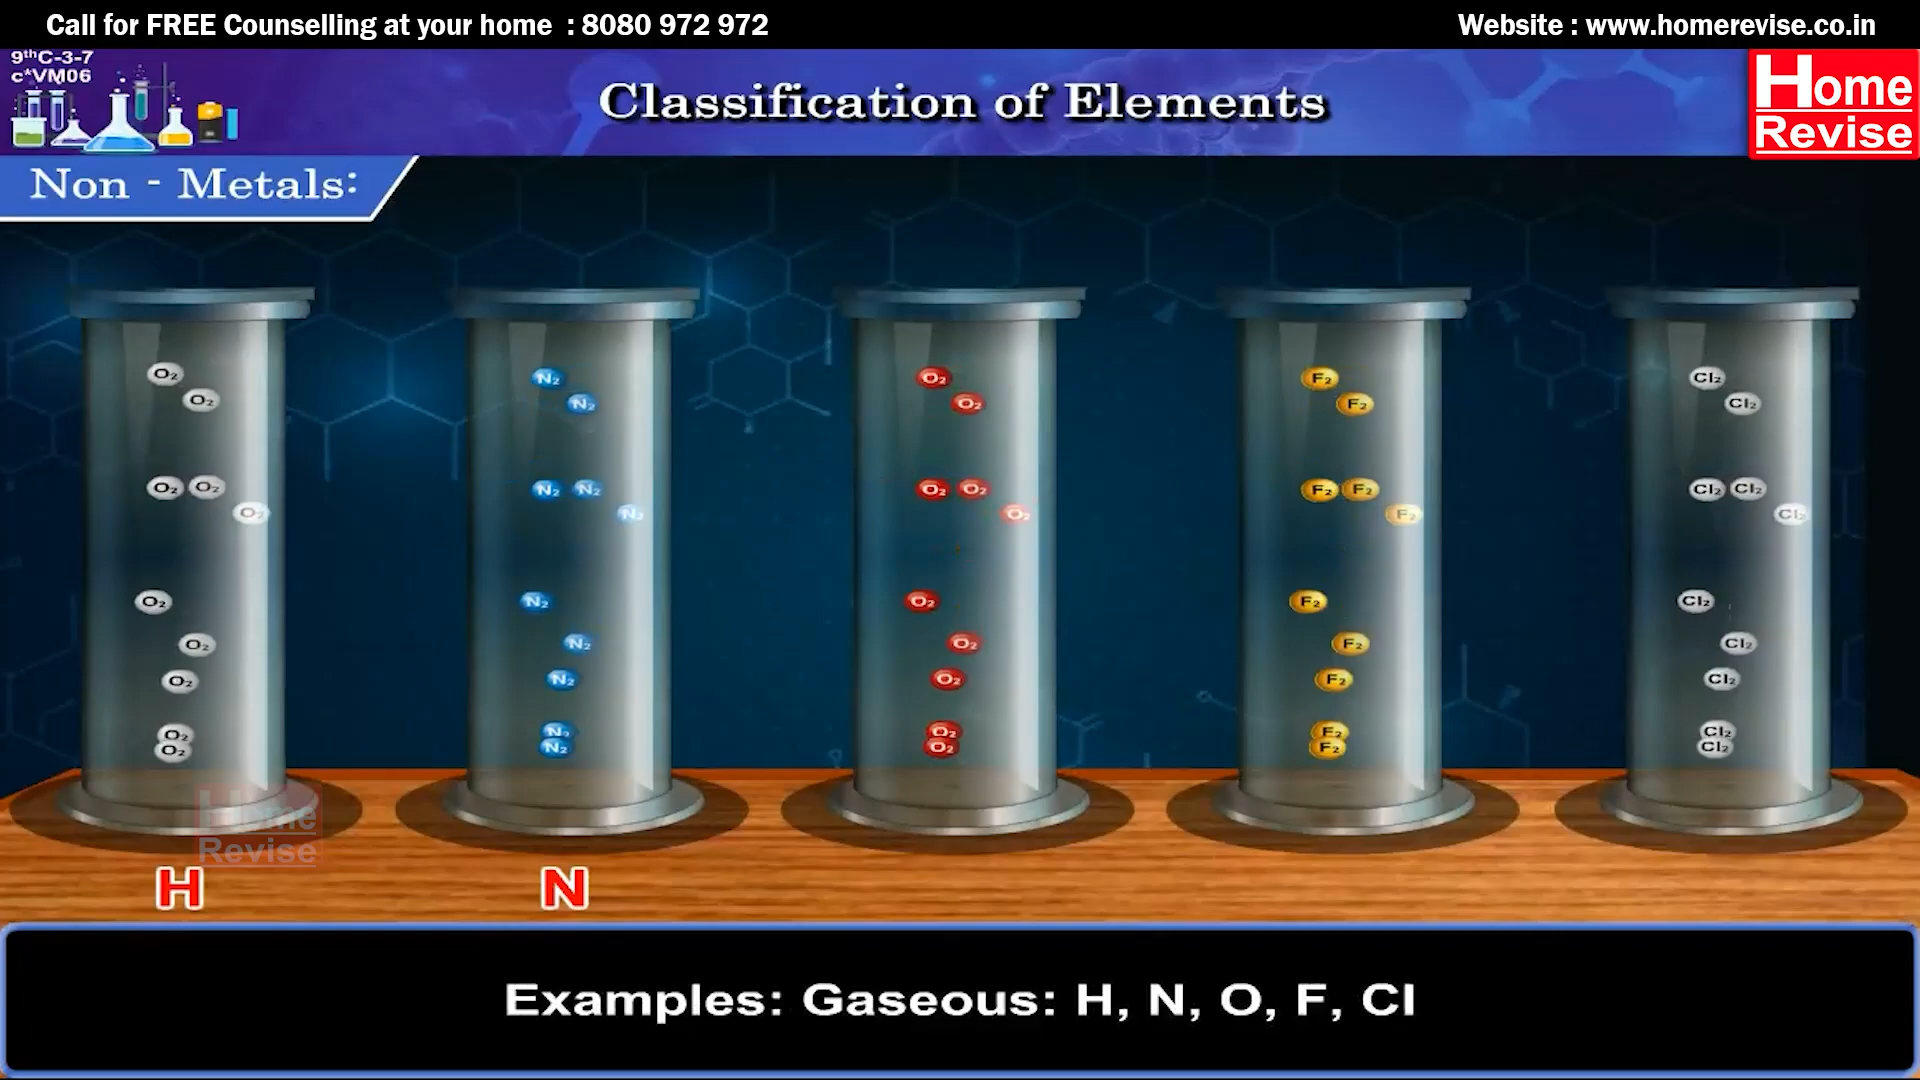 Call for FREE Counselling at your home : 8080 972 972
Website : www.homerevise.co.in
9thC-3-7
c*VM06
Classification of Elements
Home
Revise
Non - Metals:
O₂ N₂ O₂ F₂ Cl₂
O₂ N₂ O₂ F₂ Cl₂
O₂ O₂ N₂ N₂ O₂ O₂ F₂ F₂ Cl₂ Cl₂
O₂ N₂ O₂ F₂ Cl₂
O₂ N₂ O₂ F₂ Cl₂
O₂ N₂ O₂ F₂ Cl₂
O₂ N₂ O₂ F₂ Cl₂
O₂ N₂ O₂ F₂ Cl₂
O₂ N₂ O₂ F₂ Cl₂
Home
Revise
H N
Examples: Gaseous: H, N, O, F, Cl